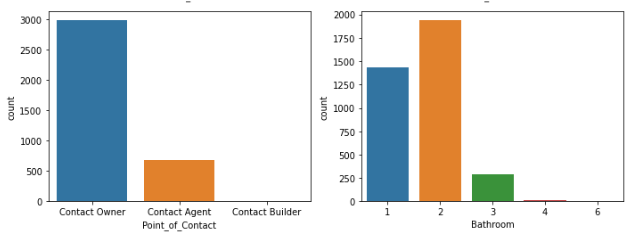 3000
2500
2000
1500
1000
500
0
count
Contact Owner Contact Agent Contact Builder
Point_of_Contact
2000
1750
1500
1250
1000
750
500
250
0
count
1 2 3 4 6
Bathroom